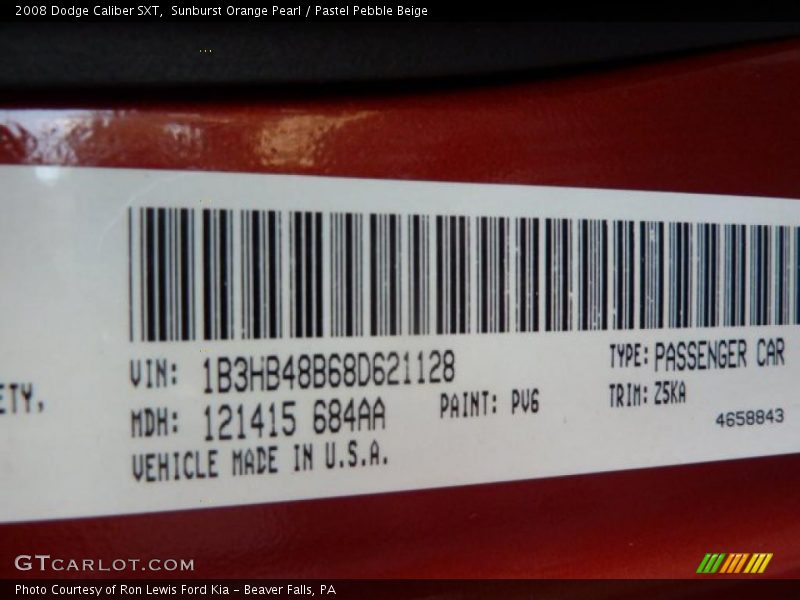 2008 Dodge Caliber SXT,  Sunburst Orange Pearl / Pastel Pebble Beige
ETY,
VIN: 1B3HB48B68D621128
TYPE: PASSENGER CAR
MDH: 121415 684AA
PAINT: PV6
TRIM: Z5KA
4658843
VEHICLE MADE IN U.S.A.
GTCARLOT.COM
Photo Courtesy of Ron Lewis Ford Kia - Beaver Falls, PA